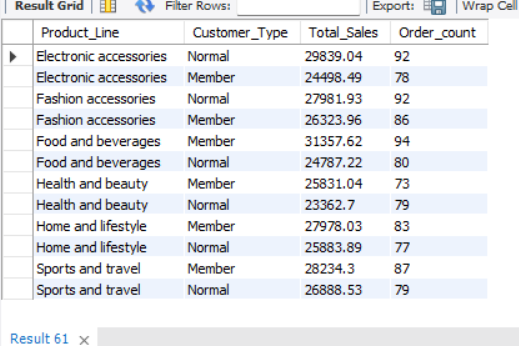 Result Grid Filter Rows: Export: Wrap Cell
Product_Line Customer_Type Total_Sales Order_count
Electronic accessories Normal 29839.04 92
Electronic accessories Member 24498.49 78
Fashion accessories Normal 27981.93 92
Fashion accessories Member 26323.96 86
Food and beverages Member 31357.62 94
Food and beverages Normal 24787.22 80
Health and beauty Member 25831.04 73
Health and beauty Normal 23362.7 79
Home and lifestyle Member 27978.03 83
Home and lifestyle Normal 25883.89 77
Sports and travel Member 28234.3 87
Sports and travel Normal 26888.53 79
Result 61